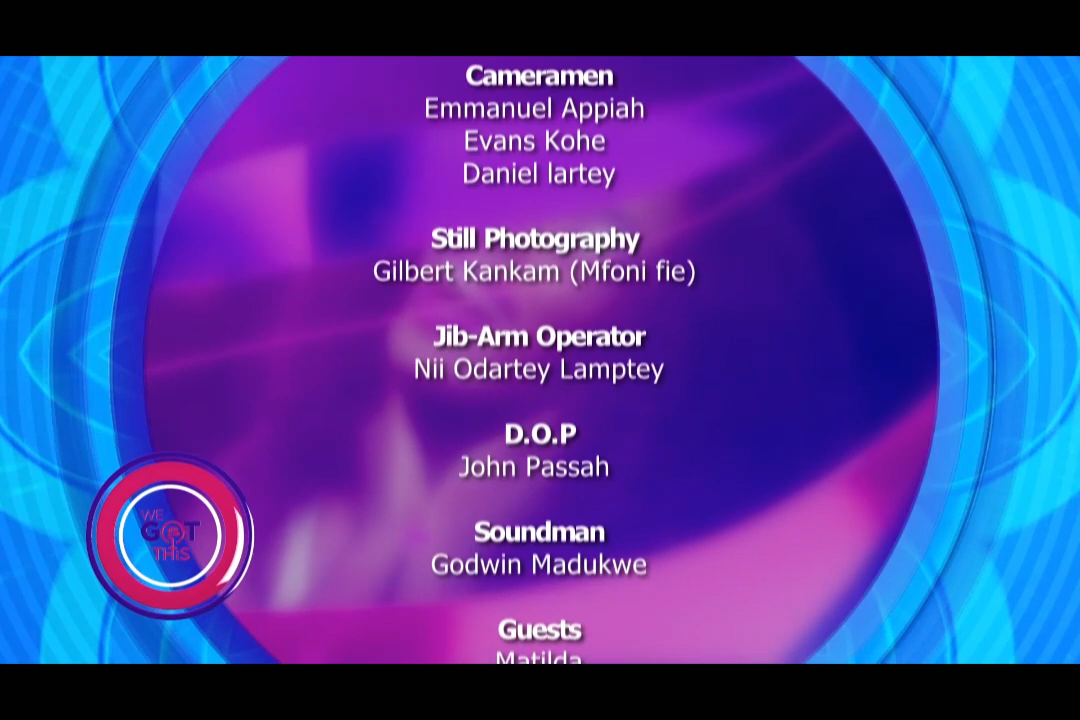 Cameramen
Emmanuel Appiah
Evans Kohe
Daniel lartey
Still Photography
Gilbert Kankam (Mfoni fie)
Jib-Arm Operator
Nii Odartey Lamptey
D.O.P
John Passah
Soundman
Godwin Madukwe
Guests
Matilda
WE
GOT
THIS